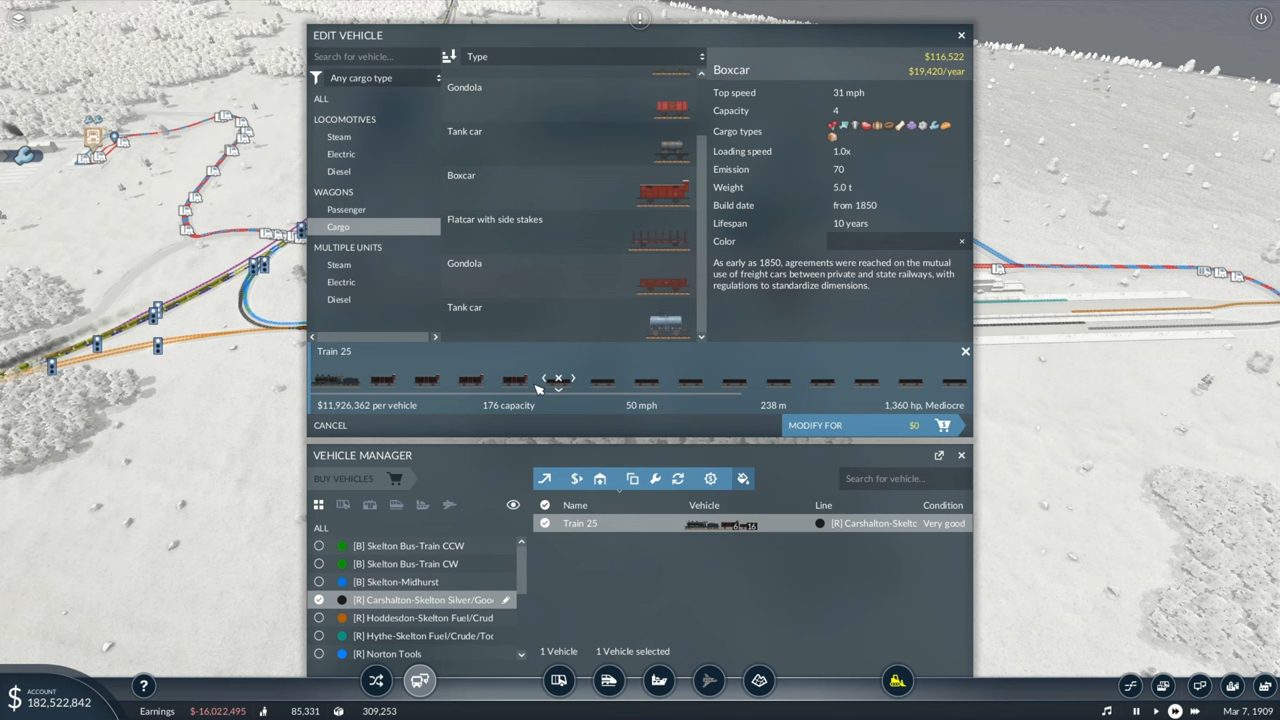 EDIT VEHICLE
Search for vehicle...
Type
Any cargo type
ALL
LOCOMOTIVES
Steam
Electric
Diesel
WAGONS
Passenger
Cargo
MULTIPLE UNITS
Steam
Electric
Diesel
Gondola
Tank car
Boxcar
Flatcar with side stakes
Gondola
Tank car
$116,522
Boxcar
$19,420/year
Top speed 31 mph
Capacity 4
Cargo types
Loading speed 1.0x
Emission 70
Weight 5.0 t
Build date from 1850
Lifespan 10 years
Color
As early as 1850, agreements were reached on the mutual
use of freight cars between private and state railways, with
regulations to standardize dimensions.
Train 25
$11,926,362 per vehicle 176 capacity 50 mph 238 m 1,360 hp, Mediocre
CANCEL
MODIFY FOR $0
VEHICLE MANAGER
BUY VEHICLES
Search for vehicle...
Name Vehicle Line Condition
Train 25 [R] Carshalton-Skeltc Very good
ALL
[B] Skelton Bus-Train CCW
[B] Skelton Bus-Train CW
[B] Skelton-Midhurst
[R] Carshalton-Skelton Silver/Goo
[R] Hoddesdon-Skelton Fuel/Crud
[R] Hythe-Skelton Fuel/Crude/Toc
[R] Norton Tools
1 Vehicle 1 Vehicle selected
$ ACCOUNT
182,522,842
?
Earnings $-16,022,495 85,331 309,253
Mar 7, 1909